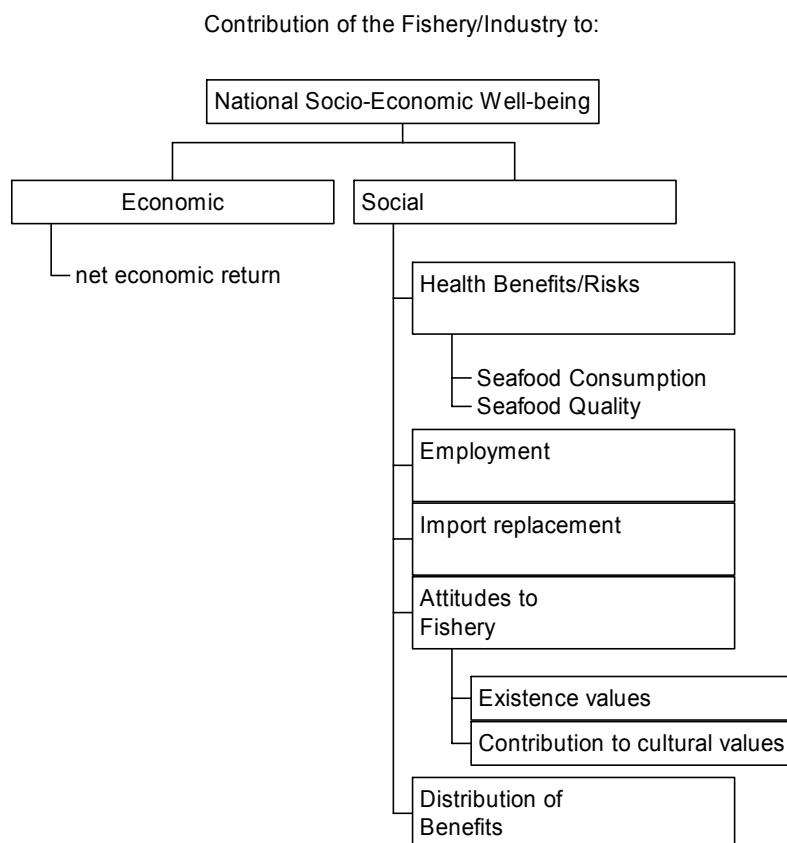 Contribution of the Fishery/Industry to:
National Socio-Economic Well-being
Economic
net economic return
Social
Health Benefits/Risks
Seafood Consumption
Seafood Quality
Employment
Import replacement
Attitudes to
Fishery
Existence values
Contribution to cultural values
Distribution of
Benefits